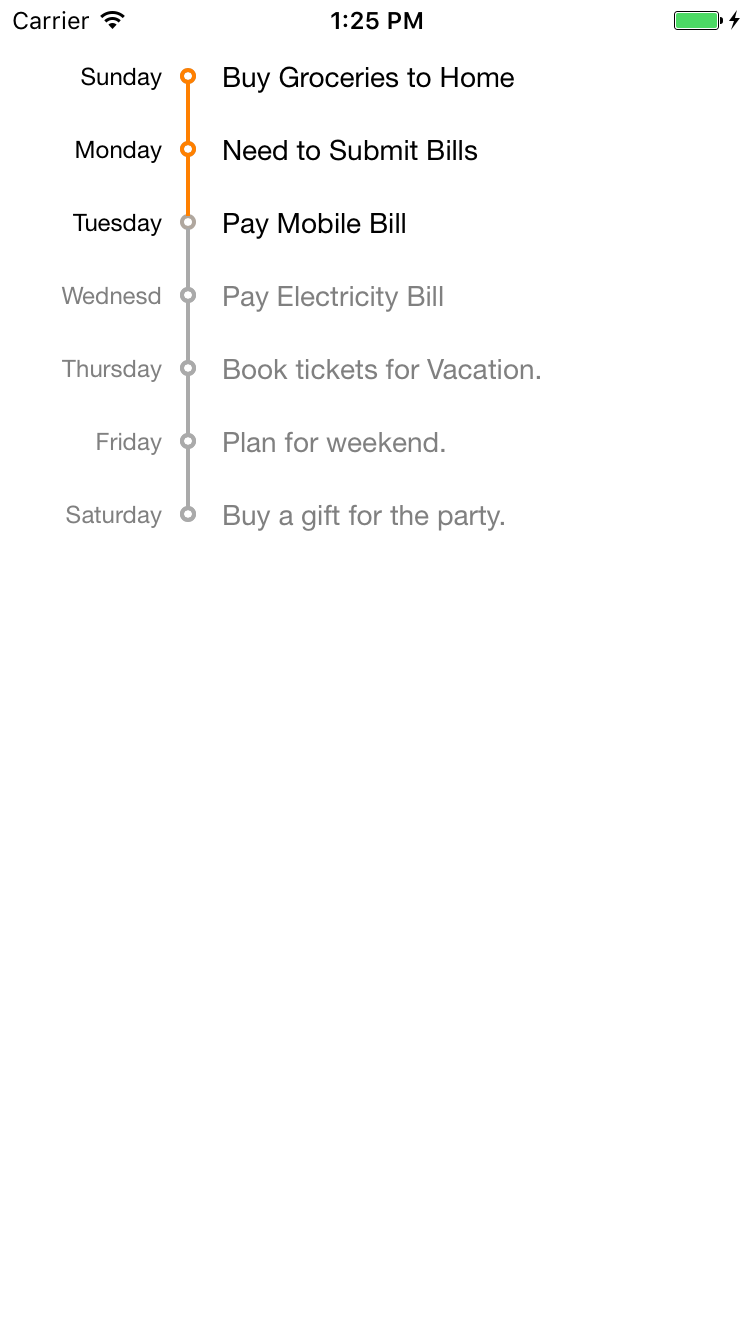 Carrier 1:25 PM
Sunday Buy Groceries to Home
Monday Need to Submit Bills
Tuesday Pay Mobile Bill
Wednesd Pay Electricity Bill
Thursday Book tickets for Vacation.
Friday Plan for weekend.
Saturday Buy a gift for the party.